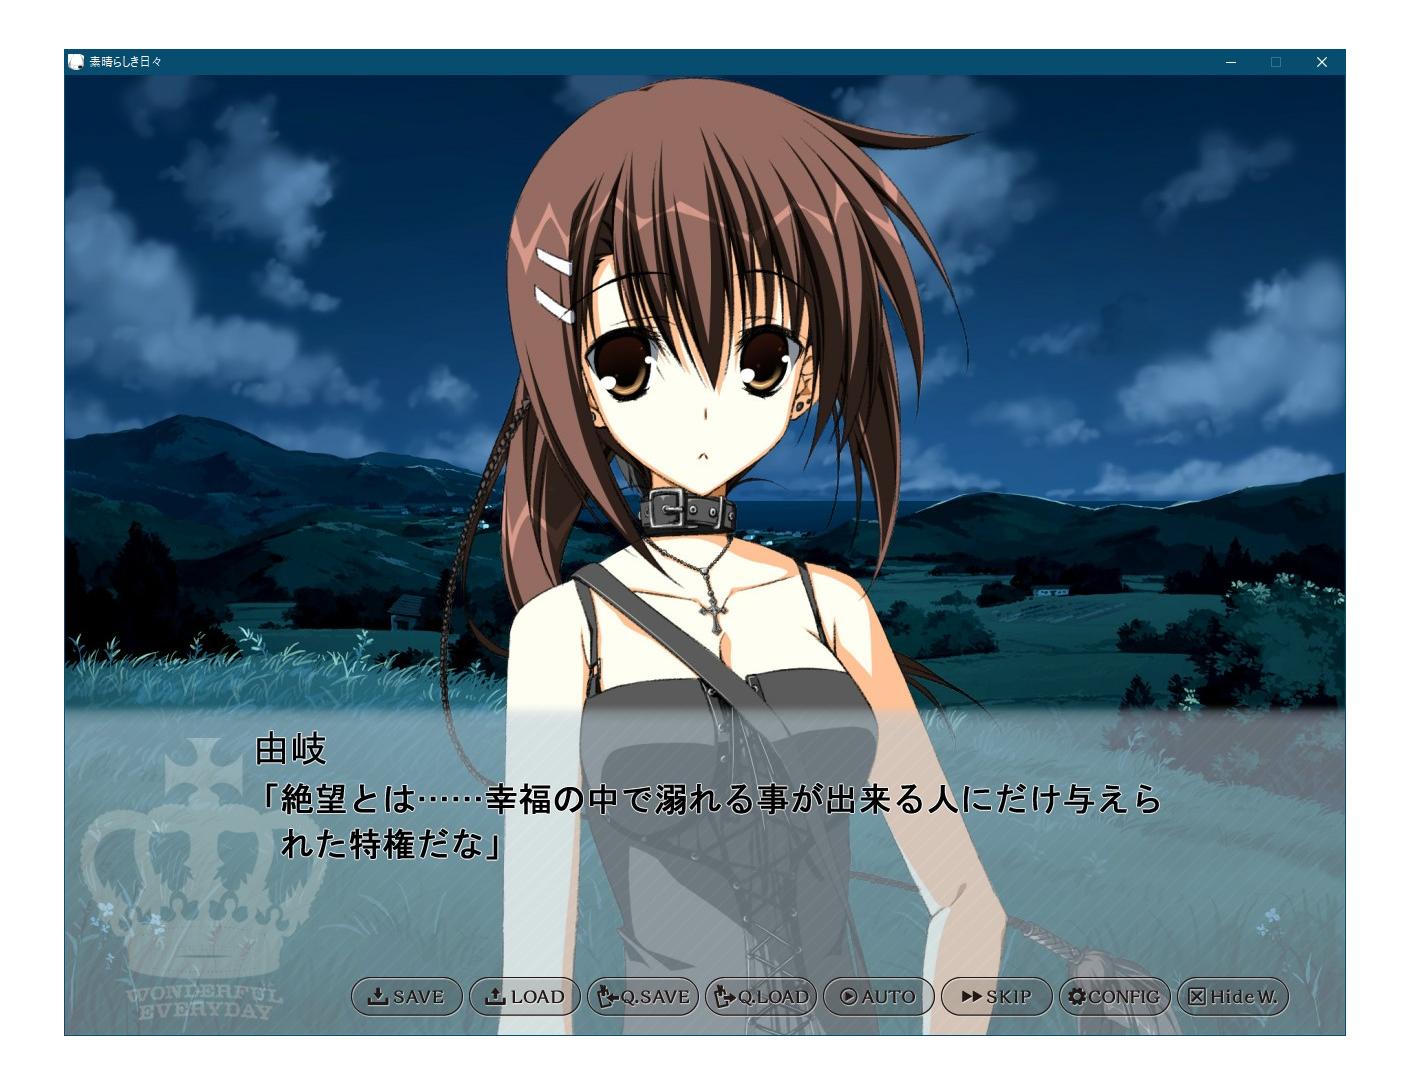 素晴らしき日々
由岐
「絶望とは……幸福の中で溺れる事が出来る人にだけ与えら
れた特権だな」
WONDERFUL
EVERYDAY
SAVE
LOAD
Q.SAVE
Q.LOAD
AUTO
SKIP
CONFIG
Hide W.